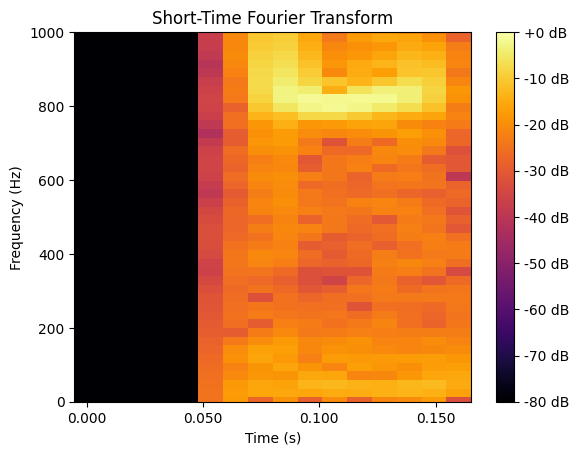 Short-Time Fourier Transform
1000
800
600
400
200
0
Frequency (Hz)
0.000
0.050
0.100
0.150
Time (s)
+0 dB
-10 dB
-20 dB
-30 dB
-40 dB
-50 dB
-60 dB
-70 dB
-80 dB